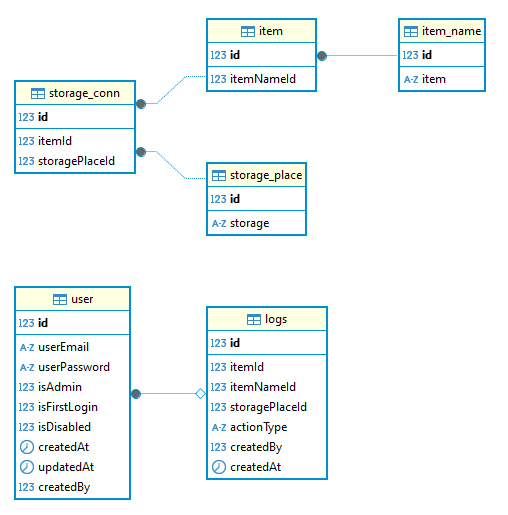 item
123 id
123 itemNameId
item_name
123 id
A-Z item
storage_conn
123 id
123 itemId
123 storagePlaceId
storage_place
123 id
A-Z storage
user
123 id
A-Z userEmail
A-Z userPassword
123 isAdmin
123 isFirstLogin
123 isDisabled
createdAt
updatedAt
123 createdBy
logs
123 id
123 itemId
123 itemNameId
123 storagePlaceId
A-Z actionType
123 createdBy
createdAt